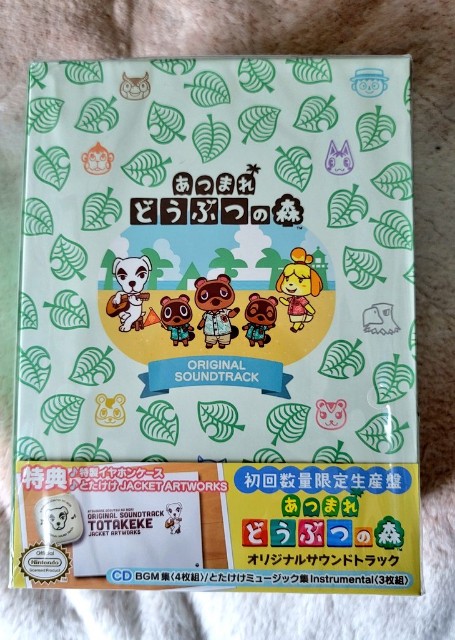 あつまれ
どうぶつの森
TM
ORIGINAL
SOUNDTRACK
特典
♪特製イヤホンケース
♪とたけけ JACKET ARTWORKS
ORIGINAL SOUNDTRACK
TOTAKEKE
JACKET ARTWORKS
Official
Nintendo
初回数量限定生産盤
あつまれ
どうぶつの森
オリジナルサウンドトラック
CD BGM集〈4枚組〉/とたけけミュージック集 Instrumental〈3枚組〉